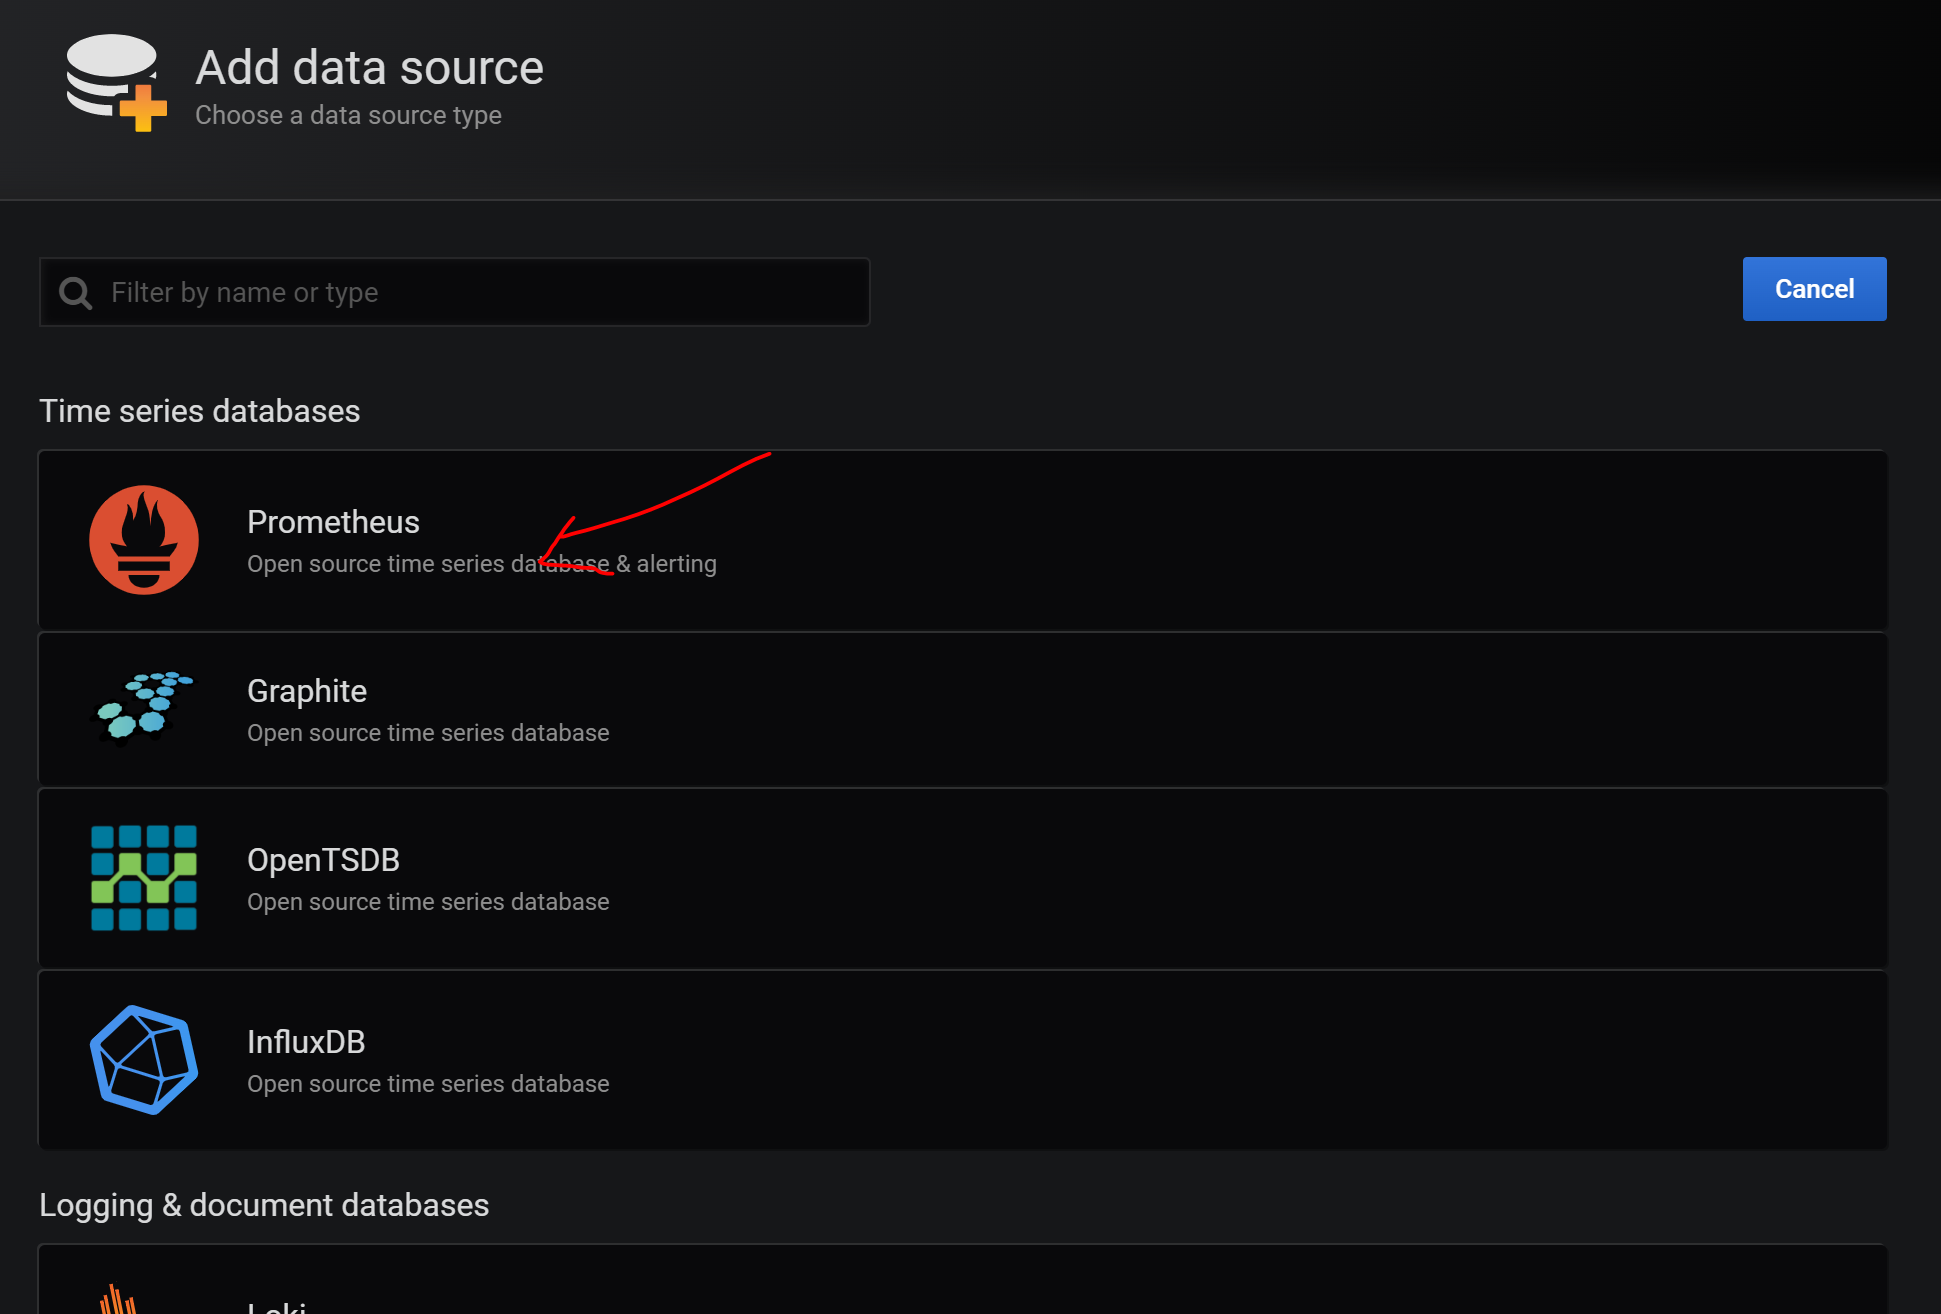 Add data source
Choose a data source type
Filter by name or type
Cancel
Time series databases
Prometheus
Open source time series database & alerting
Graphite
Open source time series database
OpenTSDB
Open source time series database
InfluxDB
Open source time series database
Logging & document databases
Loki